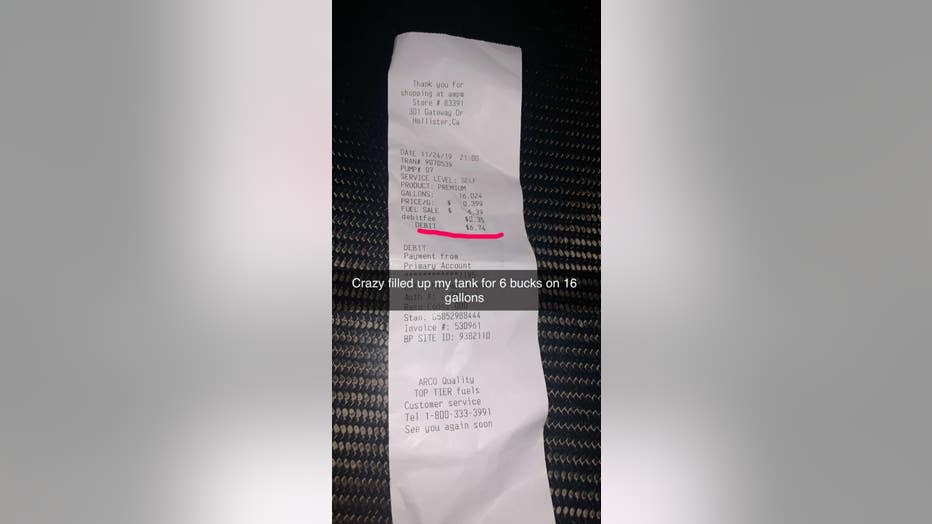 Thank you for
shopping at ampm
Store # 83391
301 Gateway Dr
Hollister,Ca
DATE 11/24/19 21:00
TRAN# 9070539
PUMP# 07
SERVICE LEVEL: SELF
PRODUCT: PREMIUM
GALLONS: 16.024
PRICE/G: $ 0.399
FUEL SALE $ 6.39
debitfee $0.35
DEBIT $6.74
DEBIT
Payment from
Primary Account
Crazy filled up my tank for 6 bucks on 16
gallons
Auth #:
Stan: 05852988444
Invoice #: 530961
BP SITE ID: 9382110
ARCO Quality
TOP TIER fuels
Customer service
Tel 1-800-333-3991
See you again soon